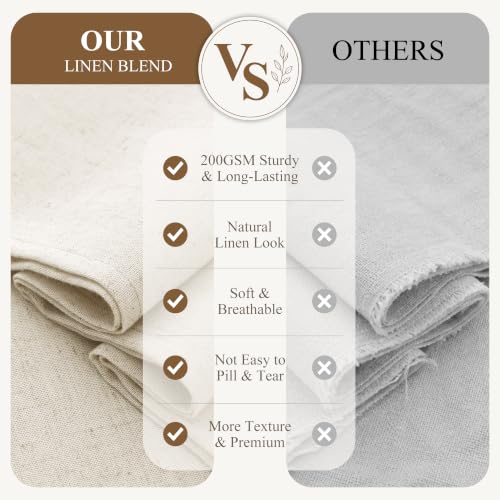 OUR
LINEN BLEND
VS
OTHERS
200GSM Sturdy
& Long-Lasting
Natural
Linen Look
Soft &
Breathable
Not Easy to
Pill & Tear
More Texture
& Premium